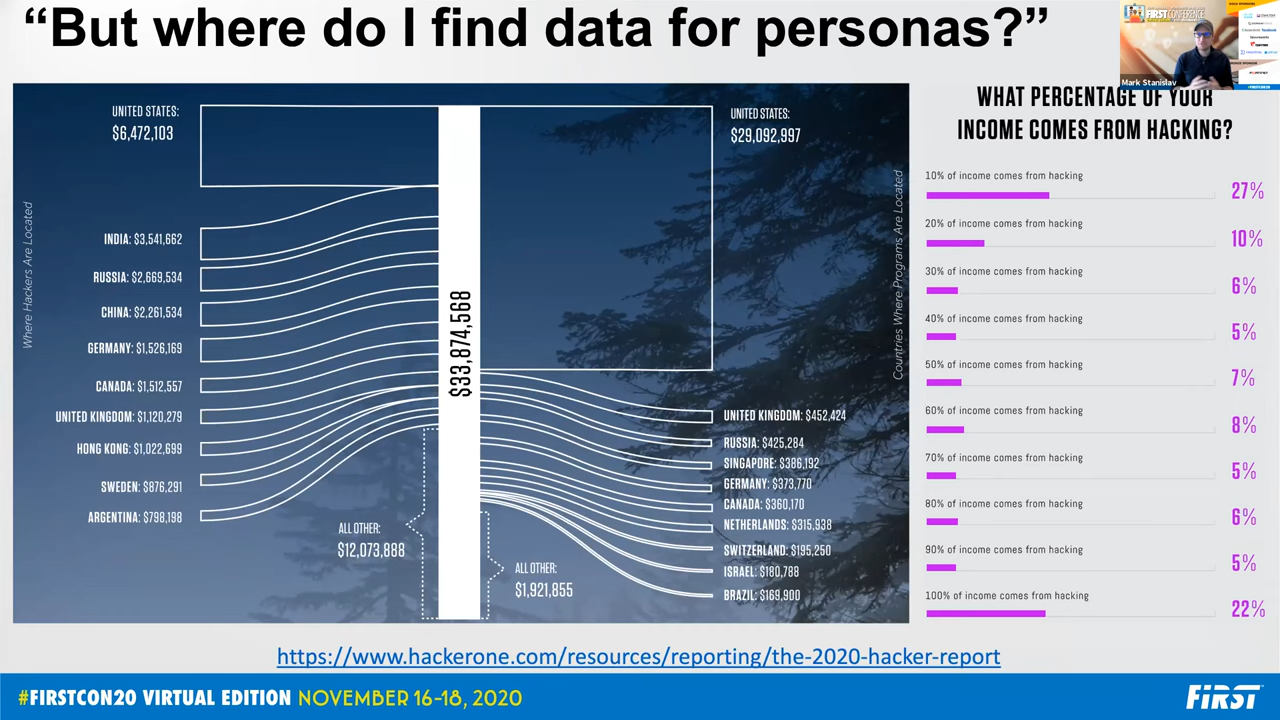 “But where do I find data for personas?”
FIRSTCONFERENCE
Mark Stanislav
UNITED STATES:
$6,472,103
INDIA: $3,541,662
RUSSIA: $2,669,534
CHINA: $2,261,534
GERMANY: $1,526,169
CANADA: $1,512,557
UNITED KINGDOM: $1,120,279
HONG KONG: $1,022,699
SWEDEN: $876,291
ARGENTINA: $798,198
ALL OTHER:
$12,073,888
Where Hackers Are Located
$33,874,568
UNITED STATES:
$29,092,997
UNITED KINGDOM: $452,424
RUSSIA: $425,284
SINGAPORE: $386,192
GERMANY: $373,770
CANADA: $360,170
NETHERLANDS: $315,938
SWITZERLAND: $195,250
ISRAEL: $180,788
BRAZIL: $169,900
ALL OTHER:
$1,921,855
Countries Where Programs Are Located
WHAT PERCENTAGE OF YOUR
INCOME COMES FROM HACKING?
10% of income comes from hacking 27%
20% of income comes from hacking 10%
30% of income comes from hacking 6%
40% of income comes from hacking 5%
50% of income comes from hacking 7%
60% of income comes from hacking 8%
70% of income comes from hacking 5%
80% of income comes from hacking 6%
90% of income comes from hacking 5%
100% of income comes from hacking 22%
https://www.hackerone.com/resources/reporting/the-2020-hacker-report
#FIRSTCON20 VIRTUAL EDITION NOVEMBER 16-18, 2020
FiRST